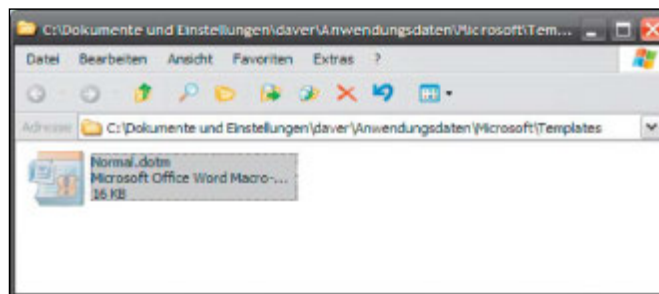 C:\Dokumente und Einstellungen\daver\Anwendungsdaten\Microsoft\Tem...
Datei Bearbeiten Ansicht Favoriten Extras ?
Adresse C:\Dokumente und Einstellungen\daver\Anwendungsdaten\Microsoft\Templates
Normal.dotm
Microsoft Office Word Macro-...
16 KB